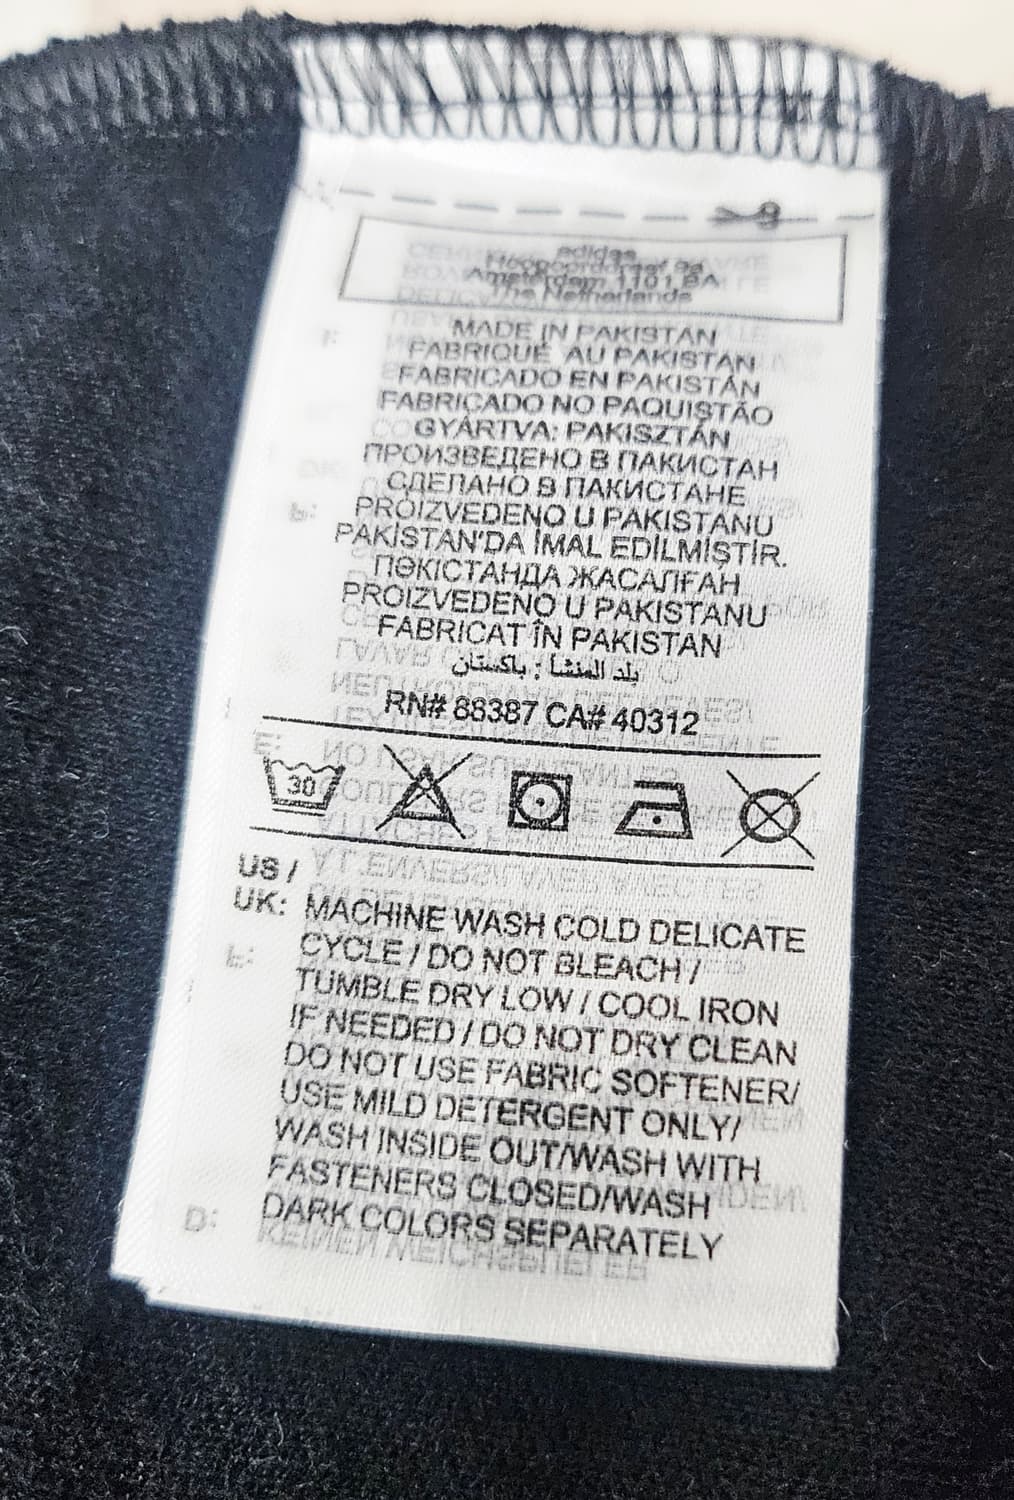 adidas
Hoogoorddreef 9a
Amsterdam 1101 BA
The Netherlands
MADE IN PAKISTAN
FABRIQUÉ AU PAKISTAN
FABRICADO EN PAKISTÁN
FABRICADO NO PAQUISTÃO
GYÁRTVA: PAKISZTÁN
ПРОИЗВЕДЕНО В ПАКИСТАН
СДЕЛАНО В ПАКИСТАНЕ
PROIZVEDENO U PAKISTANU
PAKİSTAN'DA İMAL EDİLMİŞTİR.
ПӘКІСТАНДА ЖАСАЛҒАН
PROIZVEDENO U PAKISTANU
FABRICAT ÎN PAKISTAN
بلد المنشأ : باكستان
RN# 88387 CA# 40312
30
US /
UK: MACHINE WASH COLD DELICATE
CYCLE / DO NOT BLEACH /
TUMBLE DRY LOW / COOL IRON
IF NEEDED / DO NOT DRY CLEAN
DO NOT USE FABRIC SOFTENER/
USE MILD DETERGENT ONLY/
WASH INSIDE OUT/WASH WITH
FASTENERS CLOSED/WASH
DARK COLORS SEPARATELY